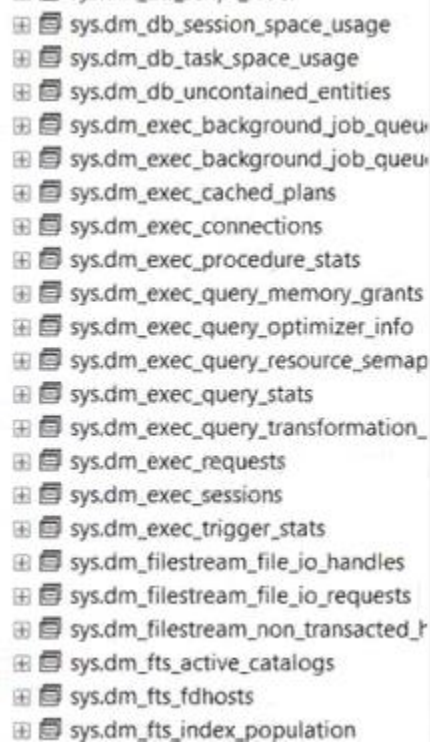 sys.dm_db_session_space_usage
sys.dm_db_task_space_usage
sys.dm_db_uncontained_entities
sys.dm_exec_background_job_queu
sys.dm_exec_background_job_queu
sys.dm_exec_cached_plans
sys.dm_exec_connections
sys.dm_exec_procedure_stats
sys.dm_exec_query_memory_grants
sys.dm_exec_query_optimizer_info
sys.dm_exec_query_resource_semap
sys.dm_exec_query_stats
sys.dm_exec_query_transformation_
sys.dm_exec_requests
sys.dm_exec_sessions
sys.dm_exec_trigger_stats
sys.dm_filestream_file_io_handles
sys.dm_filestream_file_io_requests
sys.dm_filestream_non_transacted_h
sys.dm_fts_active_catalogs
sys.dm_fts_fdhosts
sys.dm_fts_index_population